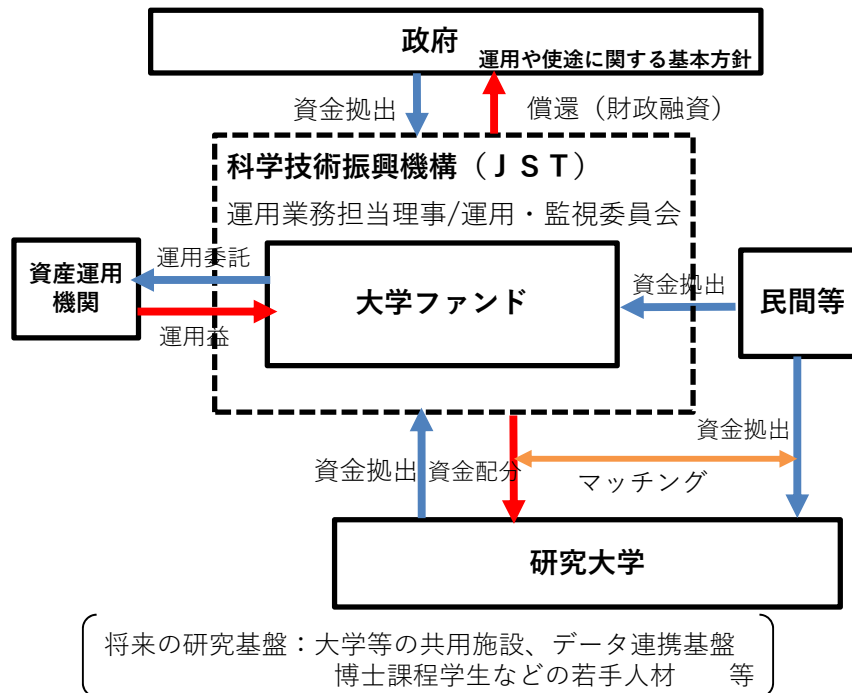 政府
運用や使途に関する基本方針
資金拠出
償還（財政融資）
科学技術振興機構（ＪＳＴ）
運用業務担当理事/運用・監視委員会
資産運用
機関
運用委託
運用益
大学ファンド
資金拠出
民間等
資金拠出
資金拠出
資金配分
マッチング
研究大学
将来の研究基盤：大学等の共用施設、データ連携基盤
博士課程学生などの若手人材　　等